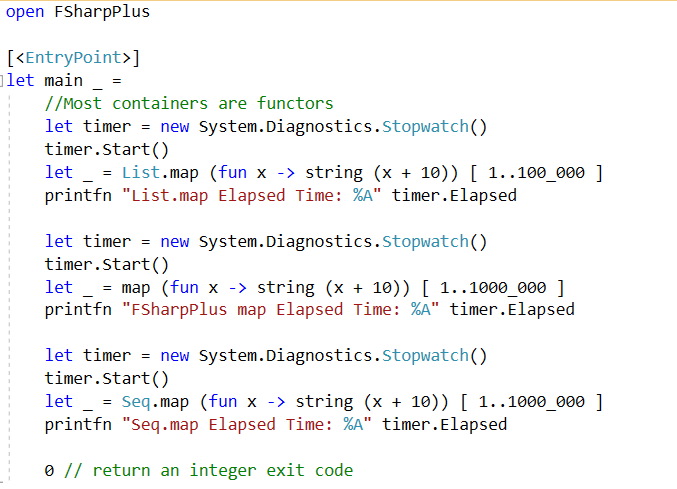 open FSharpPlus
[<EntryPoint>]
let main _ =
//Most containers are functors
let timer = new System.Diagnostics.Stopwatch()
timer.Start()
let _ = List.map (fun x -> string (x + 10)) [ 1..100_000 ]
printfn "List.map Elapsed Time: %A" timer.Elapsed
let timer = new System.Diagnostics.Stopwatch()
timer.Start()
let _ = map (fun x -> string (x + 10)) [ 1..1000_000 ]
printfn "FSharpPlus map Elapsed Time: %A" timer.Elapsed
let timer = new System.Diagnostics.Stopwatch()
timer.Start()
let _ = Seq.map (fun x -> string (x + 10)) [ 1..1000_000 ]
printfn "Seq.map Elapsed Time: %A" timer.Elapsed
0 // return an integer exit code